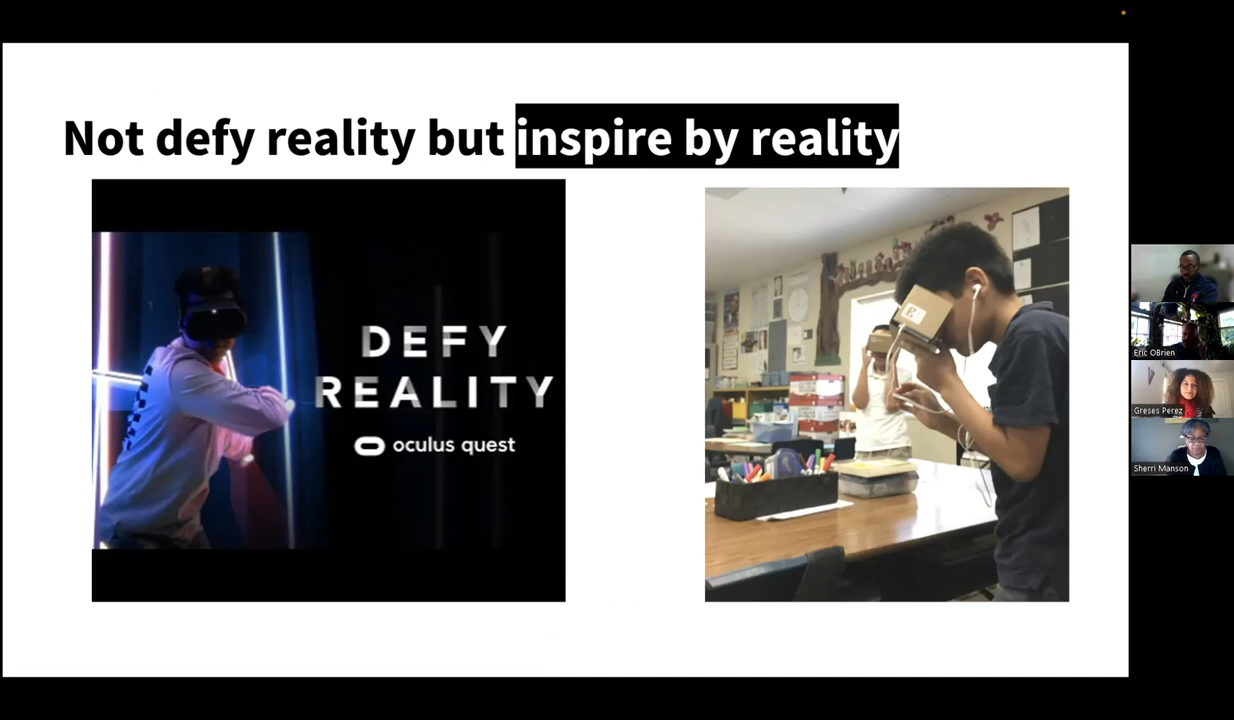 Not defy reality but inspire by reality
DEFY
REALITY
oculus quest
Eric OBrien
Greses Perez
Sherri Manson